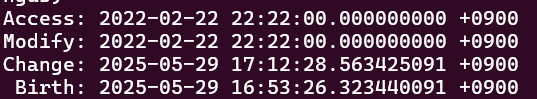 Access: 2022-02-22 22:22:00.000000000 +0900
Modify: 2022-02-22 22:22:00.000000000 +0900
Change: 2025-05-29 17:12:28.563425091 +0900
 Birth: 2025-05-29 16:53:26.323440091 +0900